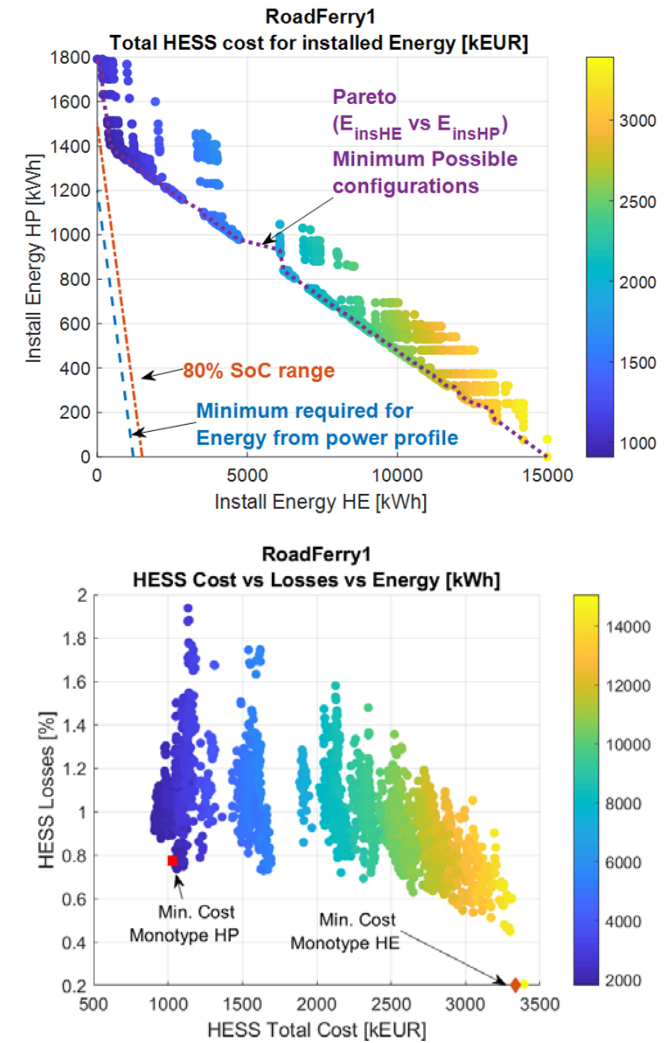 RoadFerry1
Total HESS cost for installed Energy [kEUR]
1800
1600
1400
1200
1000
800
600
400
200
0
Install Energy HP [kWh]
Pareto
(EinsHE vs EinsHP)
Minimum Possible
configurations
80% SoC range
Minimum required for
Energy from power profile
0
5000
10000
15000
Install Energy HE [kWh]
3000
2500
2000
1500
1000
RoadFerry1
HESS Cost vs Losses vs Energy [kWh]
2
1.8
1.6
1.4
1.2
1
0.8
0.6
0.4
0.2
HESS Losses [%]
Min. Cost
Monotype HP
Min. Cost
Monotype HE
500
1000
1500
2000
2500
3000
3500
HESS Total Cost [kEUR]
14000
12000
10000
8000
6000
4000
2000